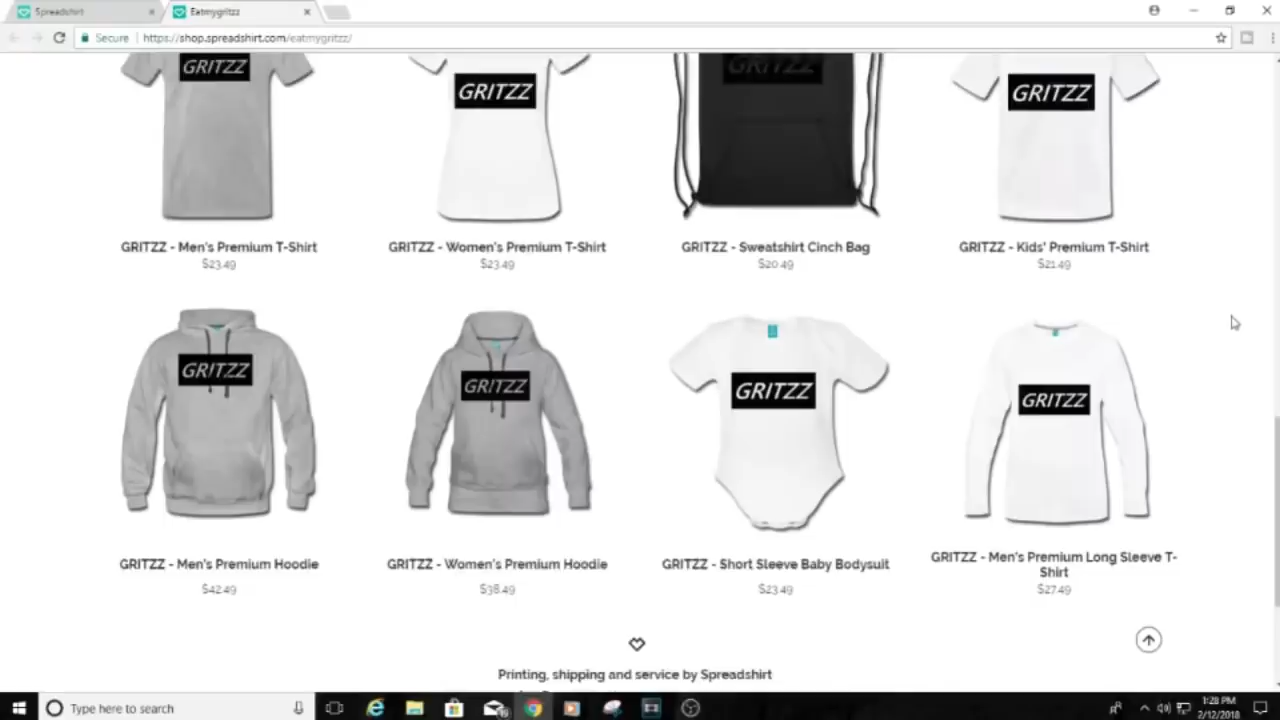 Spreadshirt
Eatmygritzz
Secure
https://shop.spreadshirt.com/eatmygritzz/
GRITZZ
GRITZZ
GRITZZ
GRITZZ
GRITZZ - Men's Premium T-Shirt
$23.49
GRITZZ - Women's Premium T-Shirt
$23.49
GRITZZ - Sweatshirt Cinch Bag
$20.49
GRITZZ - Kids' Premium T-Shirt
$21.49
GRITZZ
GRITZZ
GRITZZ
GRITZZ
GRITZZ - Men's Premium Hoodie
$42.49
GRITZZ - Women's Premium Hoodie
$38.49
GRITZZ - Short Sleeve Baby Bodysuit
$23.49
GRITZZ - Men's Premium Long Sleeve T-
Shirt
$27.49
Printing, shipping and service by Spreadshirt
Type here to search
1:28 PM
2/12/2018